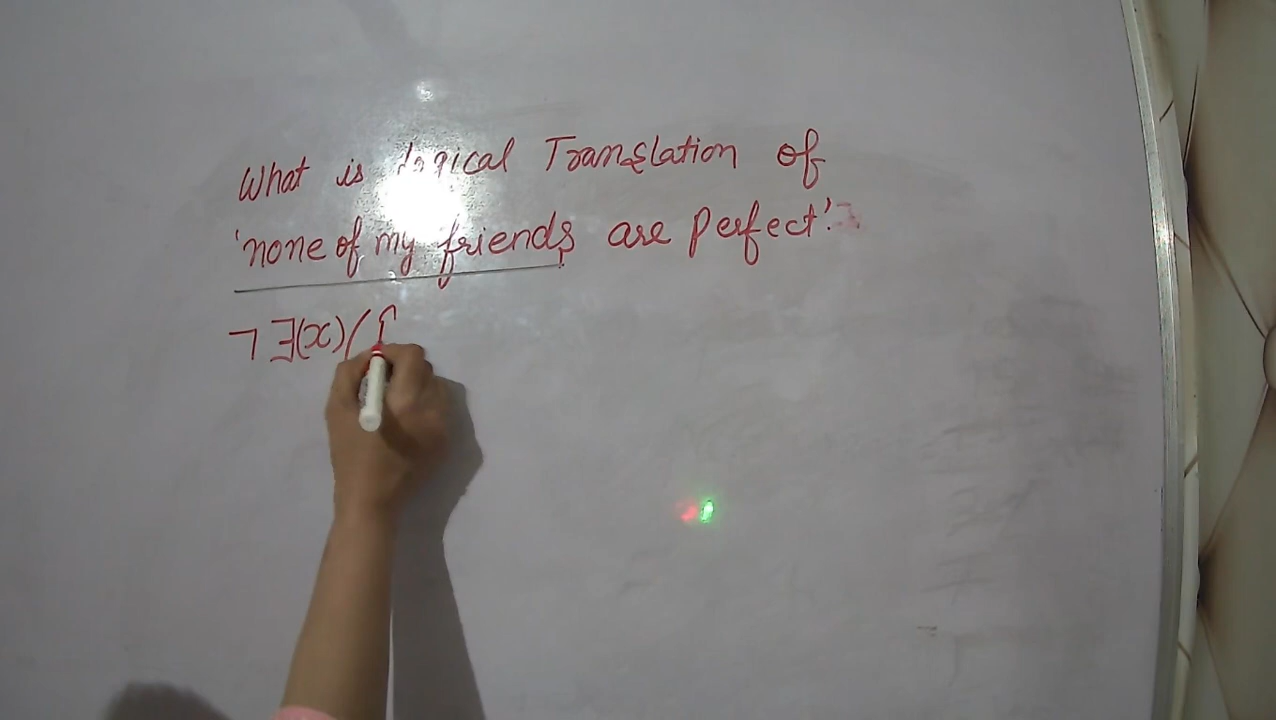 What is logical Translation of
'none of my friends are perfect'?
¬ ∃(x)(f